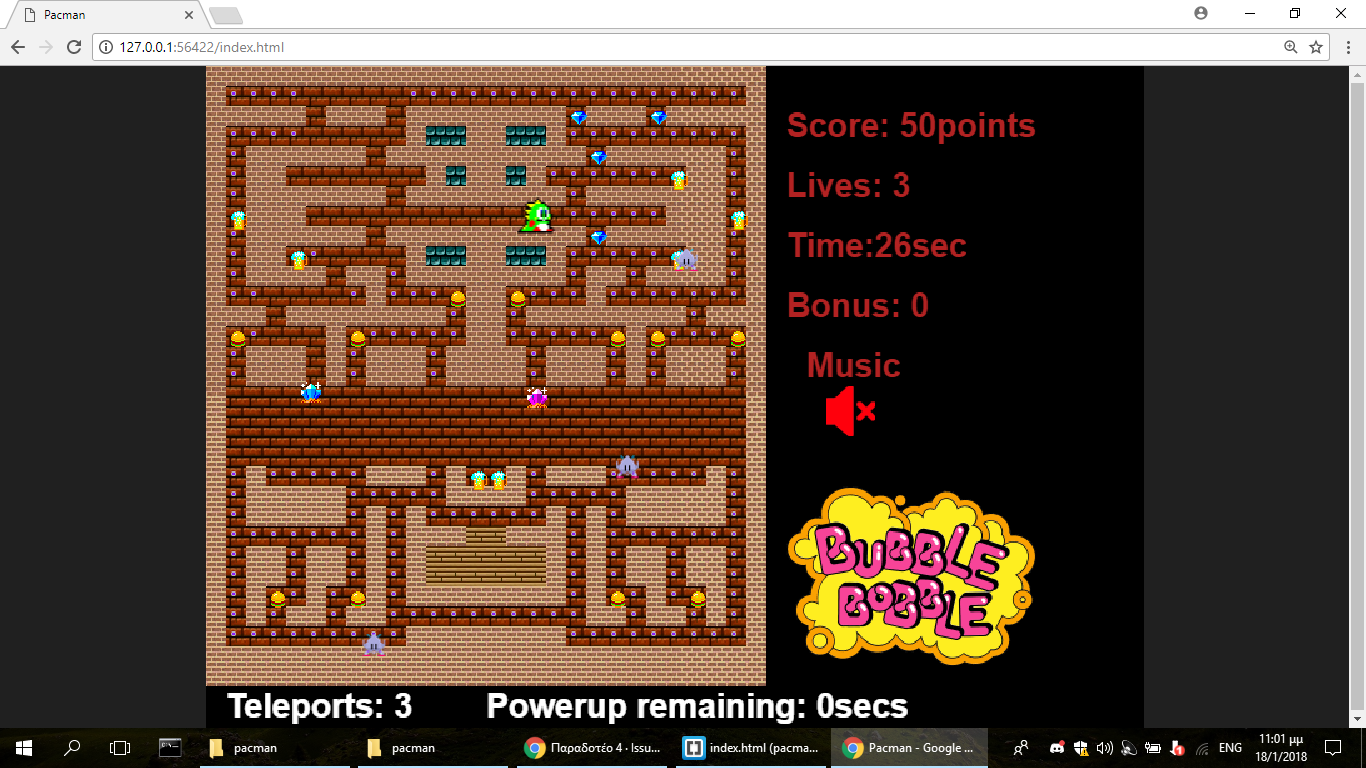 Pacman
127.0.0.1:56422/index.html
Score: 50points
Lives: 3
Time:26sec
Bonus: 0
Music
BUBBLE
BOBBLE
Teleports: 3 Powerup remaining: 0secs
pacman pacman Παραδοτέο 4 · Issu... index.html (pacma... Pacman - Google ... ENG 11:01 μμ
18/1/2018